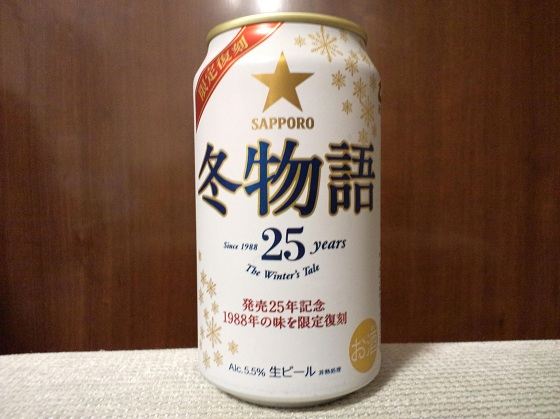 限定復刻
SAPPORO
冬物語
Since 1988 25 years
The Winter's Tale
発売25年記念
1988年の味を限定復刻
お酒
Alc.5.5% 生ビール 非熱処理